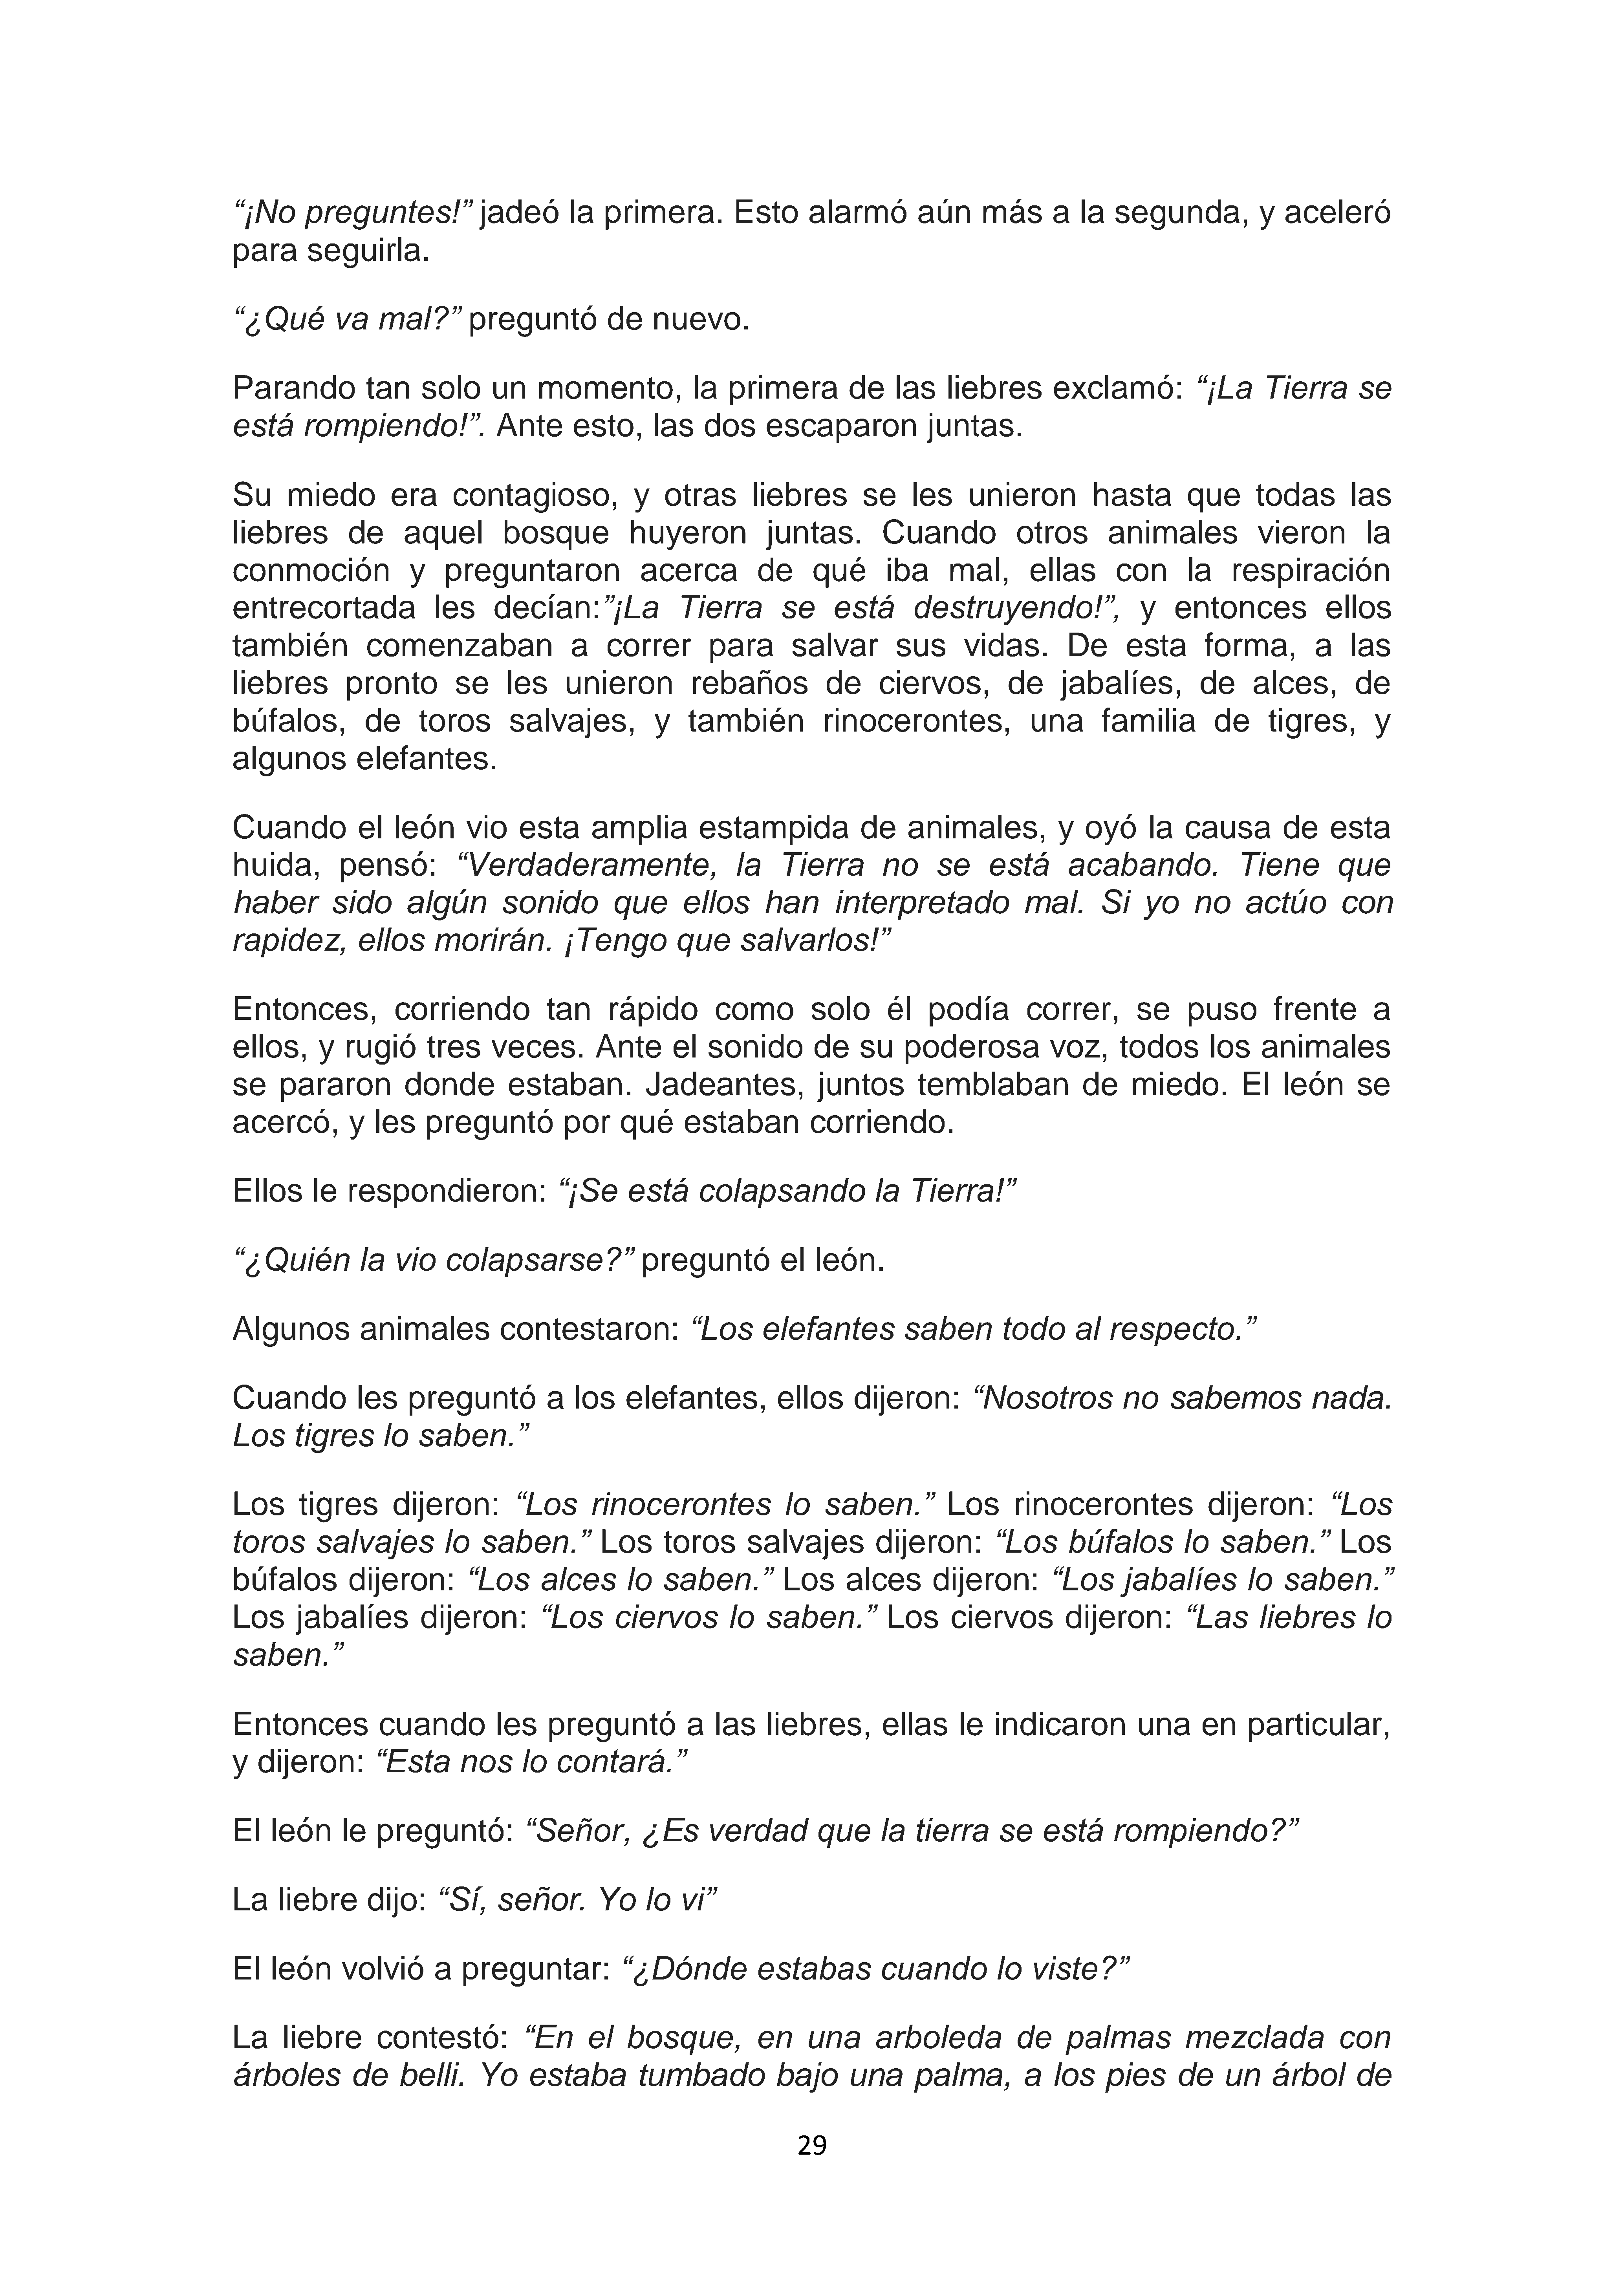 “¡No preguntes!” jadeó la primera. Esto alarmó aún más a la segunda, y aceleró
para seguirla.
“¿Qué va mal?” preguntó de nuevo.
Parando tan solo un momento, la primera de las liebres exclamó: “¡La Tierra se
está rompiendo!”. Ante esto, las dos escaparon juntas.
Su miedo era contagioso, y otras liebres se les unieron hasta que todas las
liebres de aquel bosque huyeron juntas. Cuando otros animales vieron la
conmoción y preguntaron acerca de qué iba mal, ellas con la respiración
entrecortada les decían:”¡La Tierra se está destruyendo!”, y entonces ellos
también comenzaban a correr para salvar sus vidas. De esta forma, a las
liebres pronto se les unieron rebaños de ciervos, de jabalíes, de alces, de
búfalos, de toros salvajes, y también rinocerontes, una familia de tigres, y
algunos elefantes.
Cuando el león vio esta amplia estampida de animales, y oyó la causa de esta
huida, pensó: “Verdaderamente, la Tierra no se está acabando. Tiene que
haber sido algún sonido que ellos han interpretado mal. Si yo no actúo con
rapidez, ellos morirán. ¡Tengo que salvarlos!”
Entonces, corriendo tan rápido como solo él podía correr, se puso frente a
ellos, y rugió tres veces. Ante el sonido de su poderosa voz, todos los animales
se pararon donde estaban. Jadeantes, juntos temblaban de miedo. El león se
acercó, y les preguntó por qué estaban corriendo.
Ellos le respondieron: “¡Se está colapsando la Tierra!”
“¿Quién la vio colapsarse?” preguntó el león.
Algunos animales contestaron: “Los elefantes saben todo al respecto.”
Cuando les preguntó a los elefantes, ellos dijeron: “Nosotros no sabemos nada.
Los tigres lo saben.”
Los tigres dijeron: “Los rinocerontes lo saben.” Los rinocerontes dijeron: “Los
toros salvajes lo saben.” Los toros salvajes dijeron: “Los búfalos lo saben.” Los
búfalos dijeron: “Los alces lo saben.” Los alces dijeron: “Los jabalíes lo saben.”
Los jabalíes dijeron: “Los ciervos lo saben.” Los ciervos dijeron: “Las liebres lo
saben.”
Entonces cuando les preguntó a las liebres, ellas le indicaron una en particular,
y dijeron: “Esta nos lo contará.”
El león le preguntó: “Señor, ¿Es verdad que la tierra se está rompiendo?”
La liebre dijo: “Sí, señor. Yo lo vi”
El león volvió a preguntar: “¿Dónde estabas cuando lo viste?”
La liebre contestó: “En el bosque, en una arboleda de palmas mezclada con
árboles de belli. Yo estaba tumbado bajo una palma, a los pies de un árbol de
29